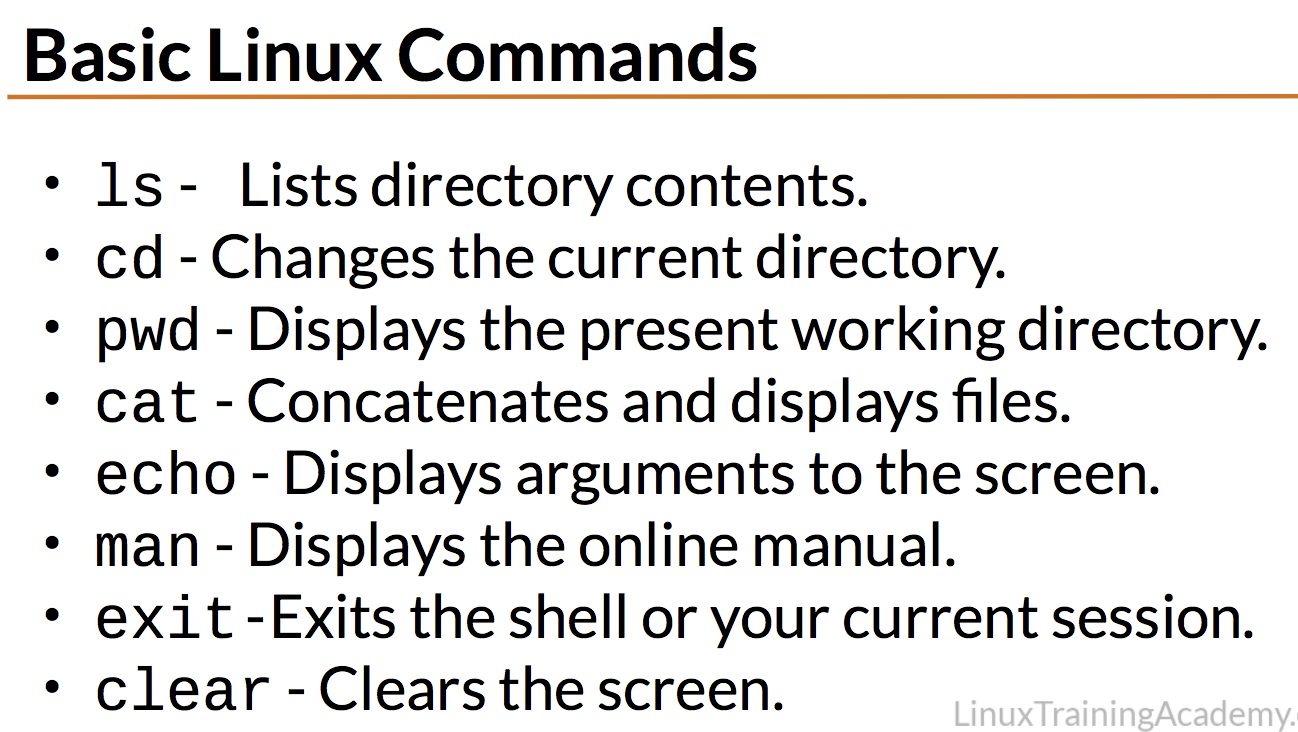 Basic Linux Commands
• ls - Lists directory contents.
• cd - Changes the current directory.
• pwd - Displays the present working directory.
• cat - Concatenates and displays files.
• echo - Displays arguments to the screen.
• man - Displays the online manual.
• exit -Exits the shell or your current session.
• clear - Clears the screen.
LinuxTrainingAcademy.